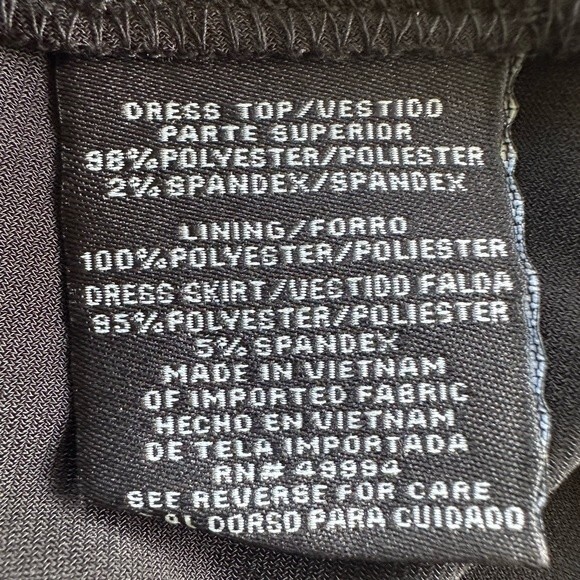 DRESS TOP/VESTIDO
PARTE SUPERIOR
98% POLYESTER/POLIESTER
2% SPANDEX/SPANDEX
LINING/FORRO
100% POLYESTER/POLIESTER
DRESS SKIRT/VESTIDO FALDA
95% POLYESTER/POLIESTER
5% SPANDEX
MADE IN VIETNAM
OF IMPORTED FABRIC
HECHO EN VIETNAM
DE TELA IMPORTADA
RN# 49994
SEE REVERSE FOR CARE
AL DORSO PARA CUIDADO